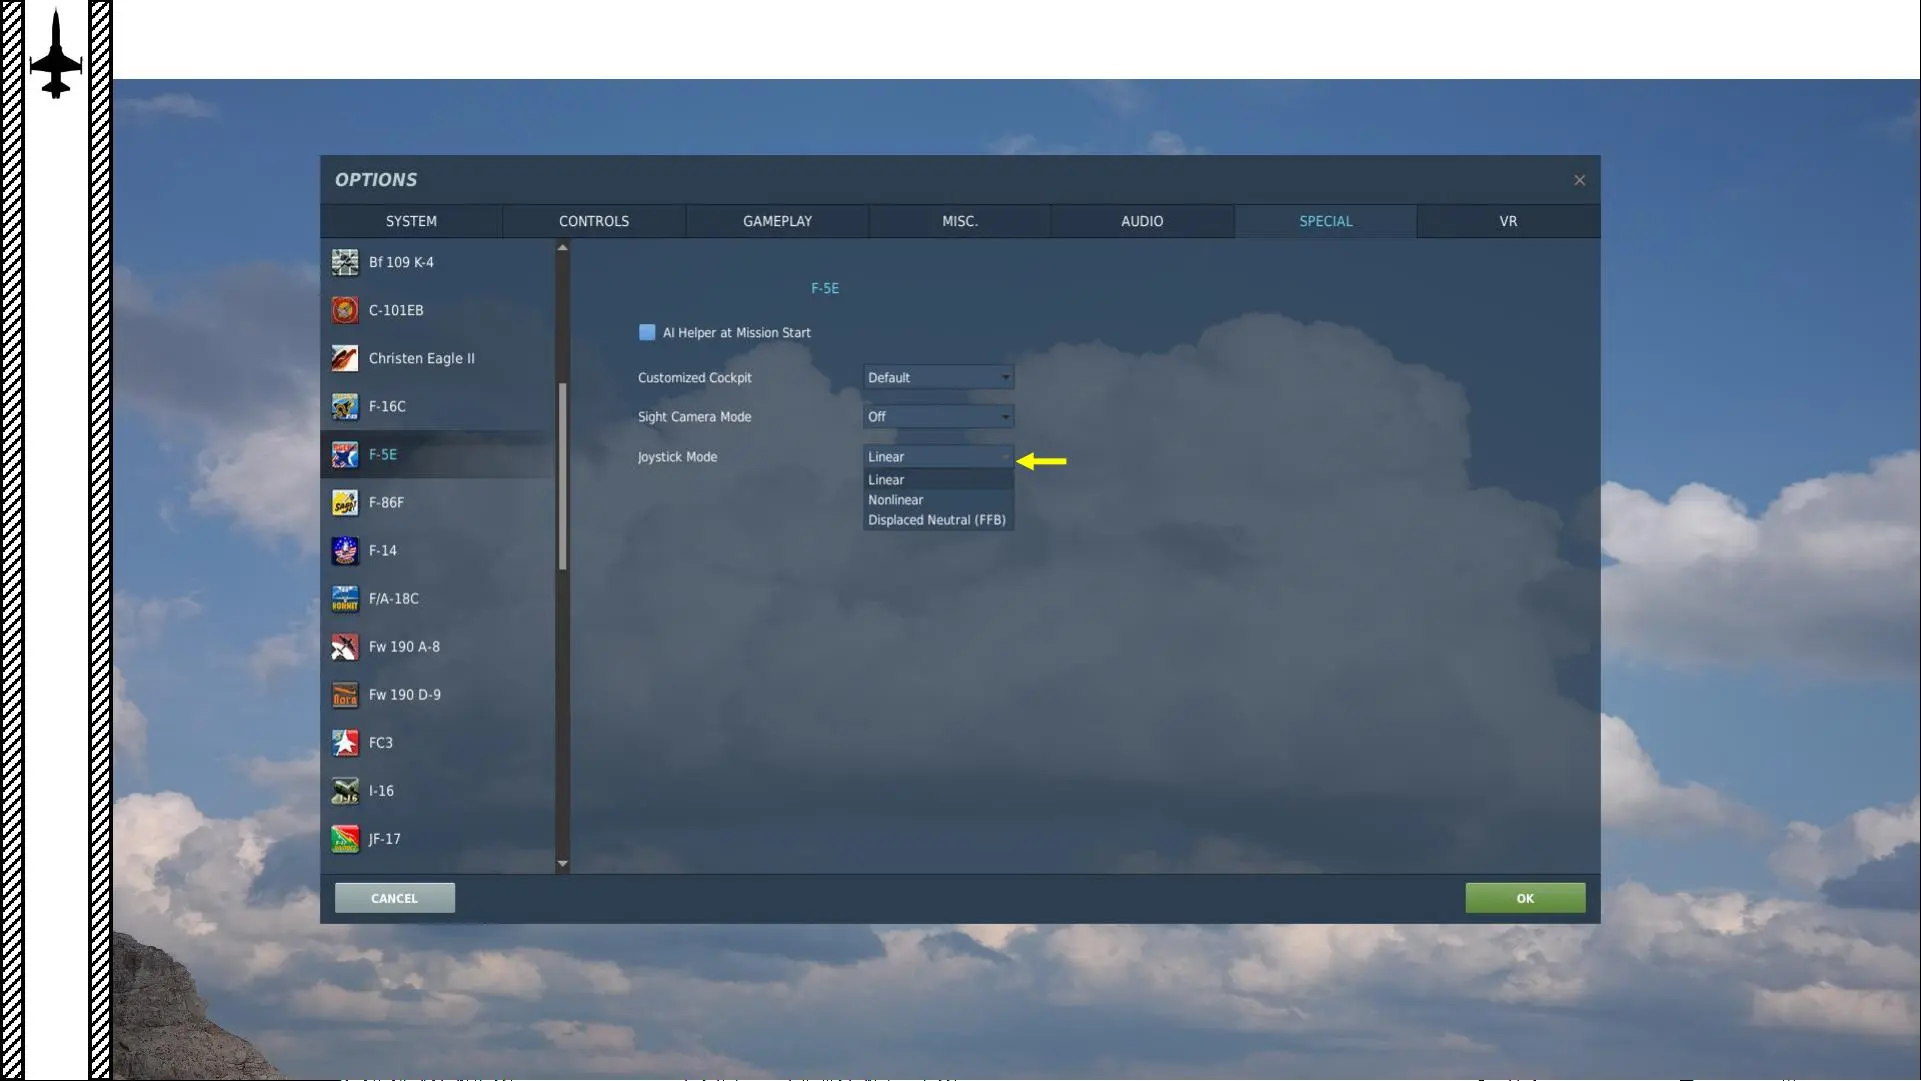 OPTIONS
SYSTEM
CONTROLS
GAMEPLAY
MISC.
AUDIO
SPECIAL
VR
Bf 109 K-4
C-101EB
Christen Eagle II
F-16C
F-5E
F-86F
F-14
F/A-18C
Fw 190 A-8
Fw 190 D-9
FC3
I-16
JF-17
F-5E
AI Helper at Mission Start
Customized Cockpit
Default
Sight Camera Mode
Off
Joystick Mode
Linear
Linear
Nonlinear
Displaced Neutral (FFB)
CANCEL
OK